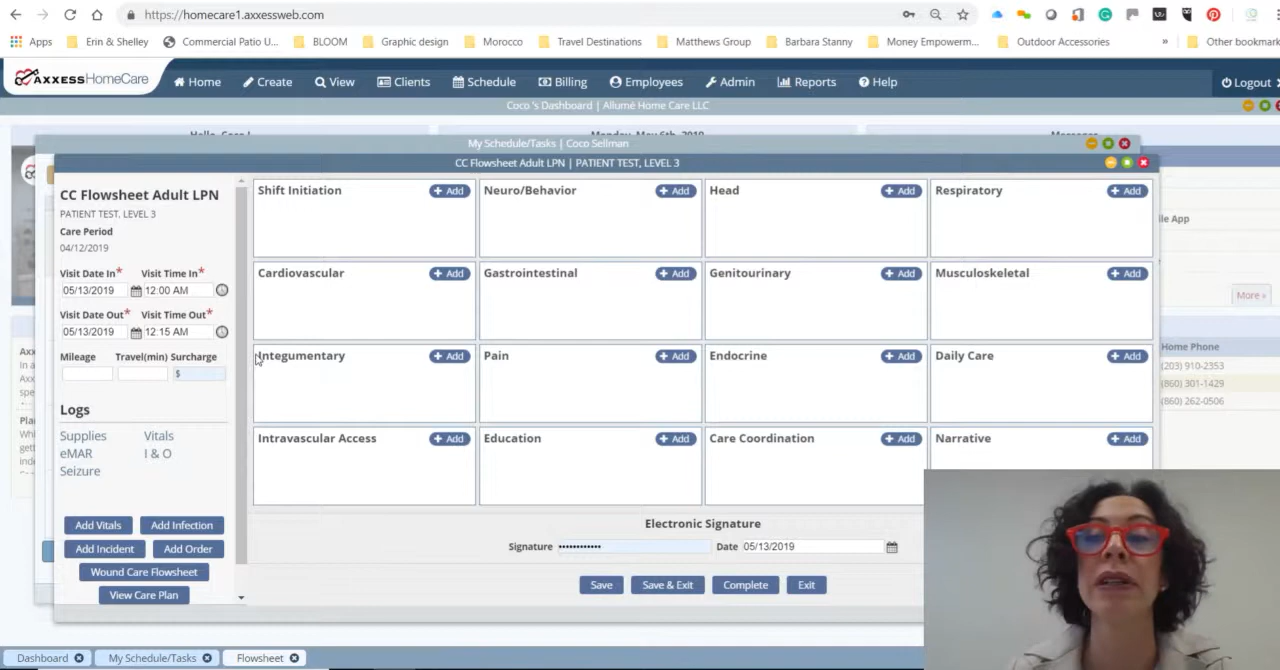 https://homecare1.axxessweb.com
Apps Erin & Shelley Commercial Patio U... BLOOM Graphic design Morocco Travel Destinations Matthews Group Barbara Stanny Money Empowerm... Outdoor Accessories » Other bookmark
AXXESS HOMECARE Home Create View Clients Schedule Billing Employees Admin Reports Help Logout
Coco 's Dashboard | Allumé Home Care LLC
My Schedule/Tasks | Coco Sellman
CC Flowsheet Adult LPN | PATIENT TEST, LEVEL 3
CC Flowsheet Adult LPN
PATIENT TEST, LEVEL 3
Care Period
04/12/2019
Visit Date In* Visit Time In*
05/13/2019 12:00 AM
Visit Date Out* Visit Time Out*
05/13/2019 12:15 AM
Mileage Travel(min) Surcharge
$
Logs
Supplies Vitals
eMAR I & O
Seizure
Add Vitals Add Infection
Add Incident Add Order
Wound Care Flowsheet
View Care Plan
Shift Initiation + Add Neuro/Behavior + Add Head + Add Respiratory + Add
Cardiovascular + Add Gastrointestinal + Add Genitourinary + Add Musculoskeletal + Add
Integumentary + Add Pain + Add Endocrine + Add Daily Care + Add
Intravascular Access + Add Education + Add Care Coordination + Add Narrative + Add
Electronic Signature
Signature •••••••••••• Date 05/13/2019
Save Save & Exit Complete Exit
More »
Home Phone
(203) 910-2353
(860) 301-1429
(860) 262-0506
Dashboard My Schedule/Tasks Flowsheet